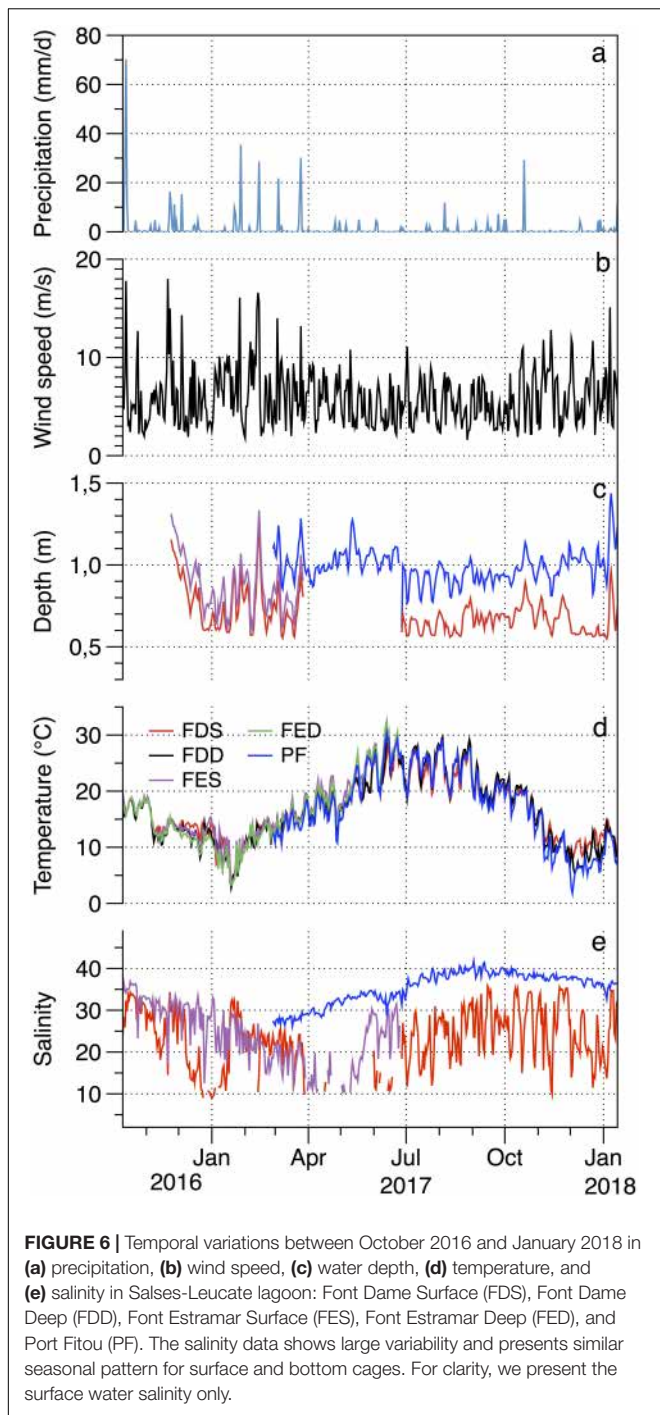 a
80
60
40
20
0
Precipitation (mm/d)
b
20
10
0
Wind speed (m/s)
c
1,5
1,0
0,5
Depth (m)
d
30
20
10
0
Temperature (°C)
FDS
FDD
FES
FED
PF
e
40
30
20
10
Salinity
Jan Apr Jul Oct Jan
2016 2017 2018
FIGURE 6 | Temporal variations between October 2016 and January 2018 in
(a) precipitation, (b) wind speed, (c) water depth, (d) temperature, and
(e) salinity in Salses-Leucate lagoon: Font Dame Surface (FDS), Font Dame
Deep (FDD), Font Estramar Surface (FES), Font Estramar Deep (FED), and
Port Fitou (PF). The salinity data shows large variability and presents similar
seasonal pattern for surface and bottom cages. For clarity, we present the
surface water salinity only.